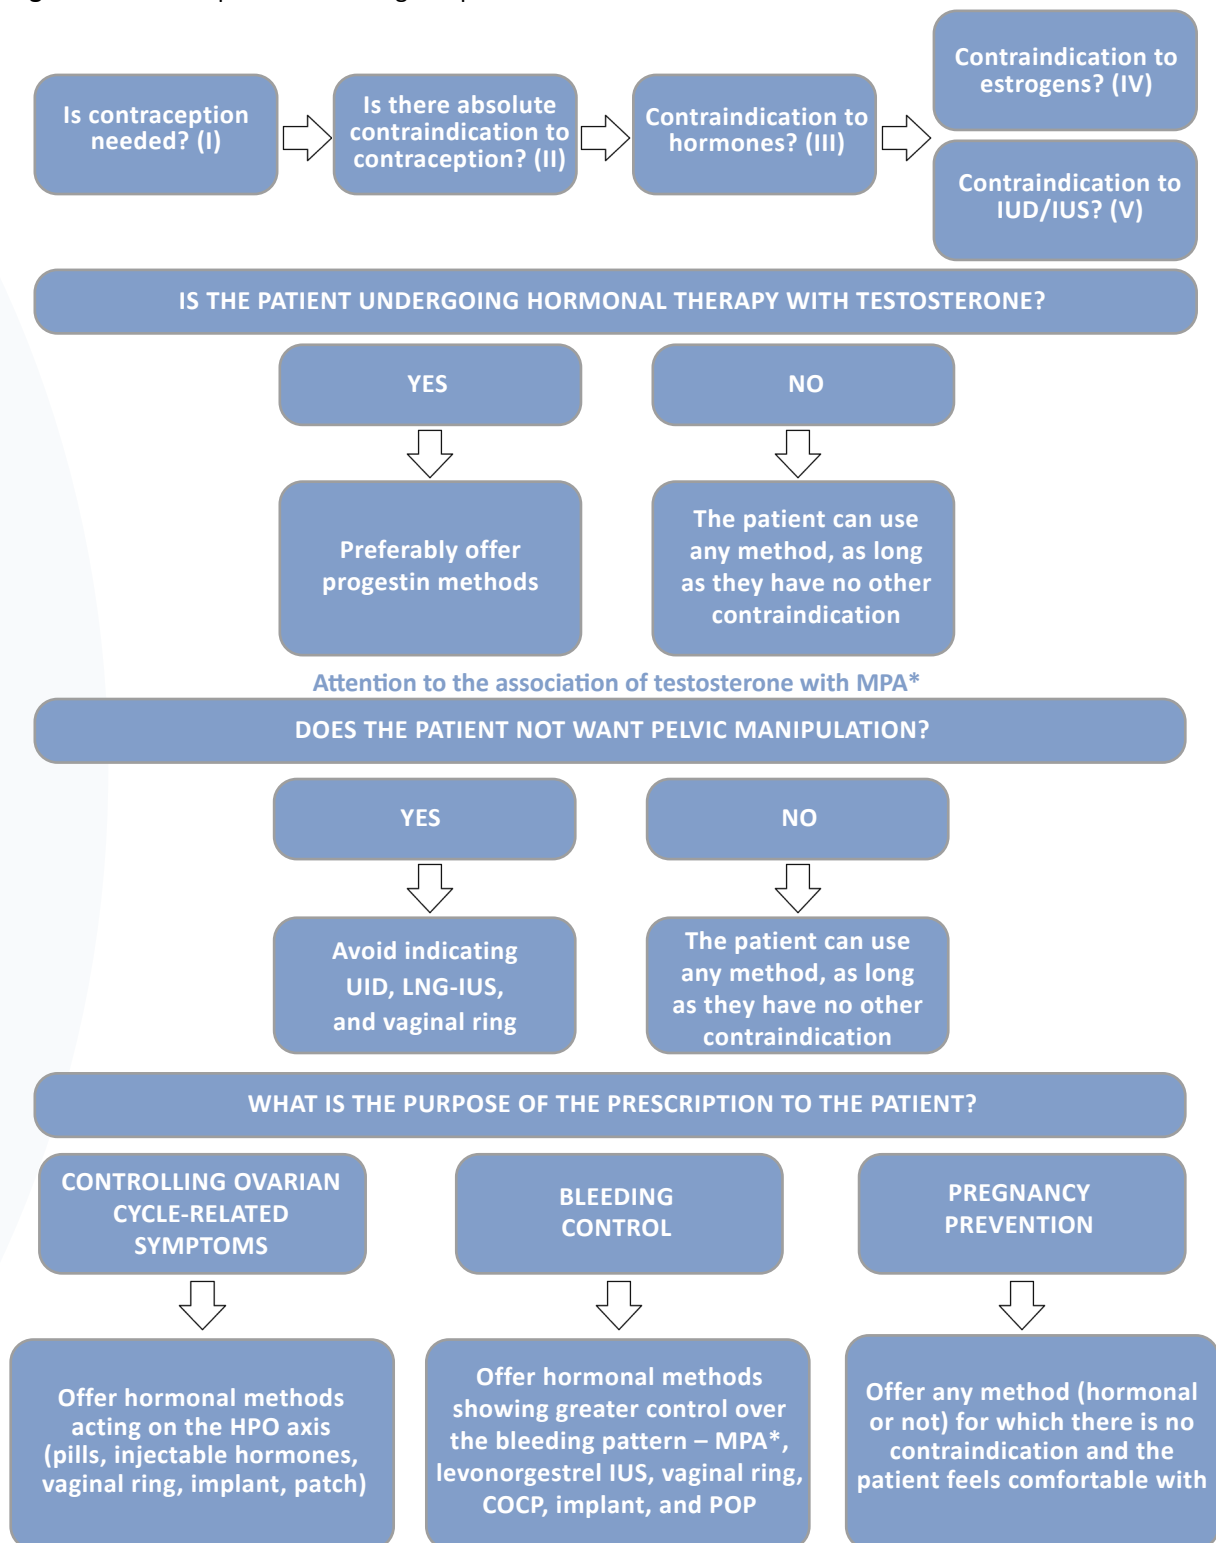 Is contraception
needed? (I)
Is there absolute
contraindication to
contraception? (II)
Contraindication to
hormones? (III)
Contraindication to
estrogens? (IV)
Contraindication to
IUD/IUS? (V)
IS THE PATIENT UNDERGOING HORMONAL THERAPY WITH TESTOSTERONE?
YES
NO
Preferably offer
progestin methods
The patient can use
any method, as long
as they have no other
contraindication
Attention to the association of testosterone with MPA*
DOES THE PATIENT NOT WANT PELVIC MANIPULATION?
YES
NO
Avoid indicating
UID, LNG-IUS,
and vaginal ring
The patient can use
any method, as long
as they have no other
contraindication
WHAT IS THE PURPOSE OF THE PRESCRIPTION TO THE PATIENT?
CONTROLLING OVARIAN
CYCLE-RELATED
SYMPTOMS
BLEEDING
CONTROL
PREGNANCY
PREVENTION
Offer hormonal methods
acting on the HPO axis
(pills, injectable hormones,
vaginal ring, implant, patch)
Offer hormonal methods
showing greater control over
the bleeding pattern – MPA*,
levonorgestrel IUS, vaginal ring,
COCP, implant, and POP
Offer any method (hormonal
or not) for which there is no
contraindication and the
patient feels comfortable with